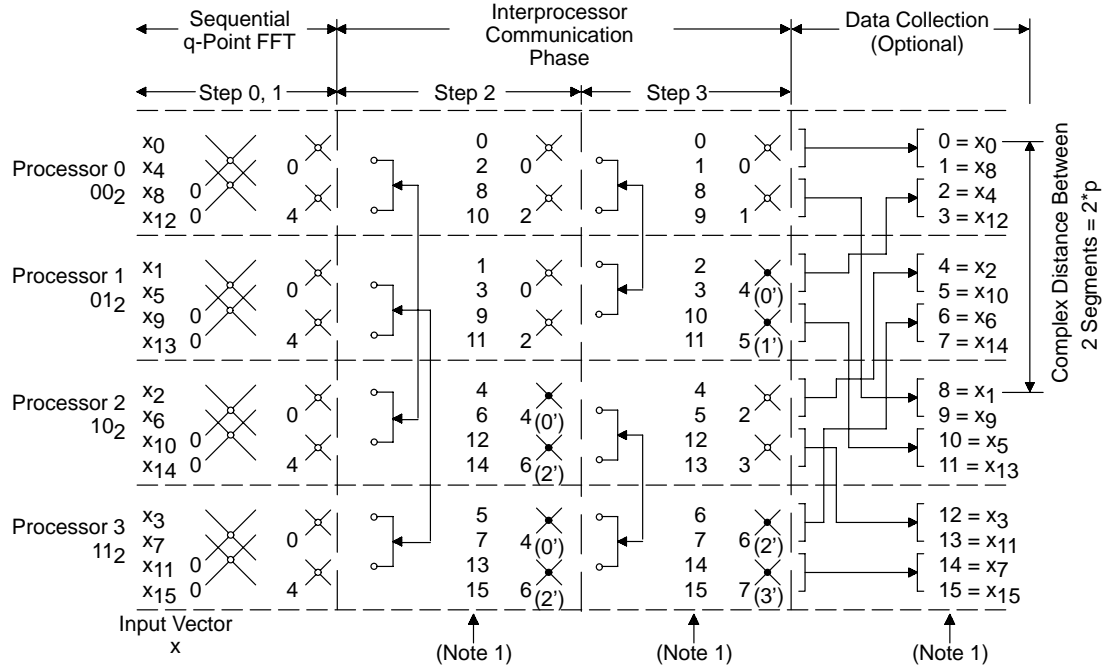 Sequential
q-Point FFT
Interprocessor
Communication
Phase
Data Collection
(Optional)
Step 0, 1
Step 2
Step 3
Processor 0
00₂
x₀ 0 0 0 0 = x₀
x₄ 0 2 0 1 0 1 = x₈
x₈ 0 8 8 2 = x₄
x₁₂ 0 4 10 2 9 1 3 = x₁₂
Processor 1
01₂
x₁ 1 2 4 = x₂
x₅ 0 3 0 3 4 (0') 5 = x₁₀
x₉ 0 9 10 6 = x₆
x₁₃ 0 4 11 2 11 5 (1') 7 = x₁₄
Processor 2
10₂
x₂ 4 4 8 = x₁
x₆ 0 6 4 (0') 5 2 9 = x₉
x₁₀ 0 12 12 10 = x₅
x₁₄ 0 4 14 6 (2') 13 3 11 = x₁₃
Processor 3
11₂
x₃ 5 6 12 = x₃
x₇ 0 7 4 (0') 7 6 (2') 13 = x₁₁
x₁₁ 0 13 14 14 = x₇
x₁₅ 0 4 15 6 (2') 15 7 (3') 15 = x₁₅
Complex Distance Between
2 Segments = 2*p
Input Vector
x
(Note 1)
(Note 1)
(Note 1)